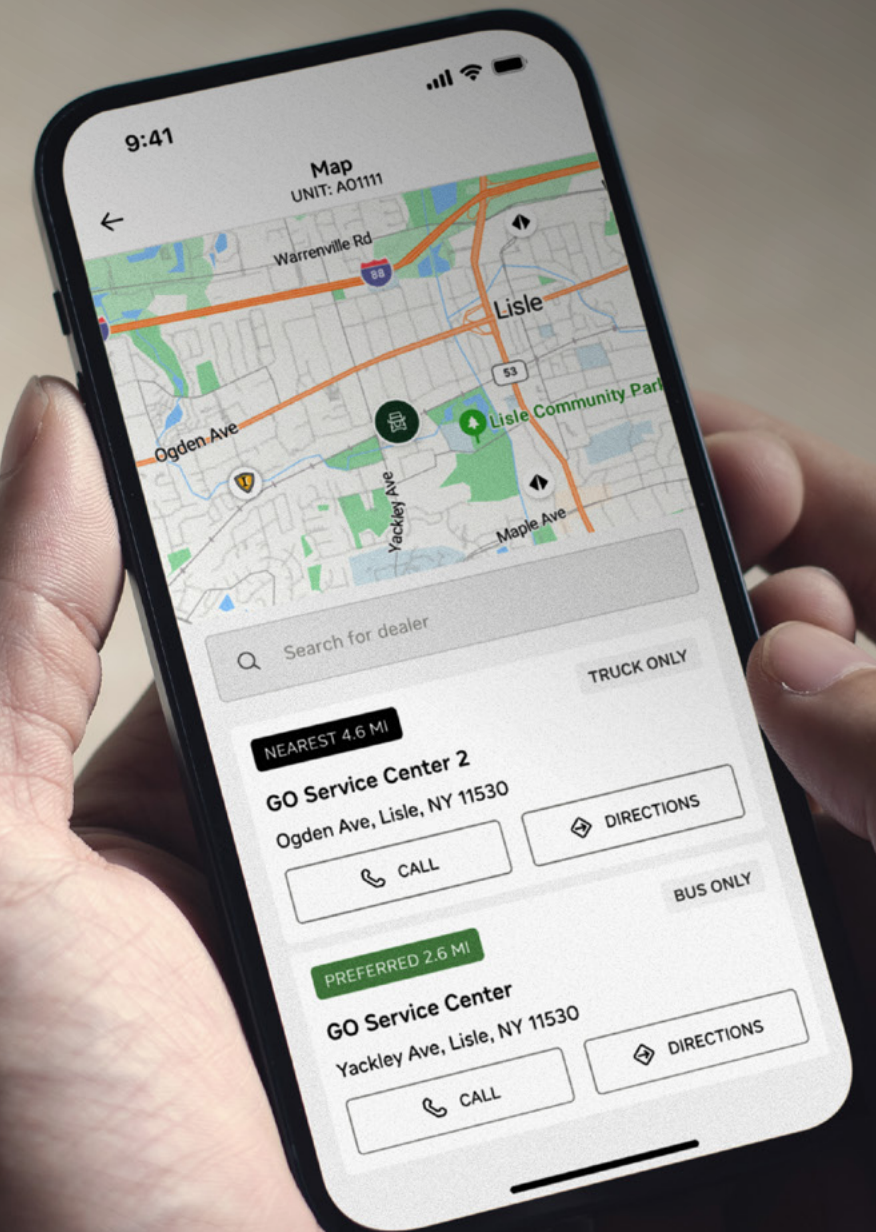 9:41
Map
UNIT: A01111
Warrenville Rd
88
Lisle
53
Lisle Community Park
Ogden Ave
Yackley Ave
Maple Ave
Search for dealer
TRUCK ONLY
NEAREST 4.6 MI
GO Service Center 2
Ogden Ave, Lisle, NY 11530
CALL
DIRECTIONS
BUS ONLY
PREFERRED 2.6 MI
GO Service Center
Yackley Ave, Lisle, NY 11530
CALL
DIRECTIONS